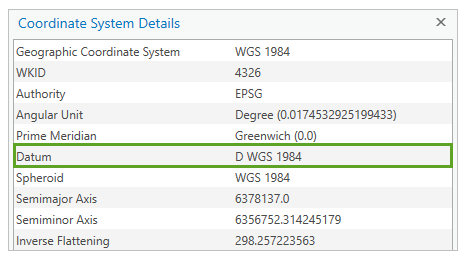 Coordinate System Details
Geographic Coordinate System WGS 1984
WKID 4326
Authority EPSG
Angular Unit Degree (0.0174532925199433)
Prime Meridian Greenwich (0.0)
Datum D WGS 1984
Spheroid WGS 1984
Semimajor Axis 6378137.0
Semiminor Axis 6356752.314245179
Inverse Flattening 298.257223563